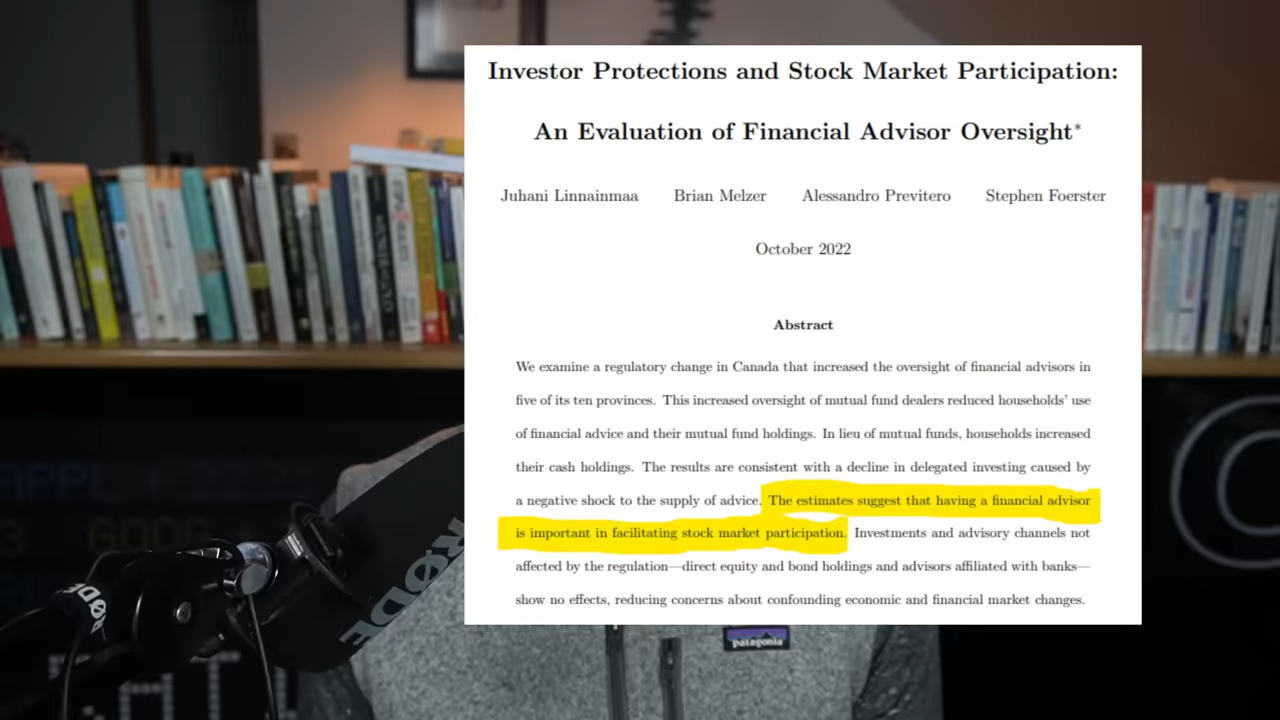 Investor Protections and Stock Market Participation:
An Evaluation of Financial Advisor Oversight*
Juhani Linnainmaa Brian Melzer Alessandro Previtero Stephen Foerster
October 2022
Abstract
We examine a regulatory change in Canada that increased the oversight of financial advisors in
five of its ten provinces. This increased oversight of mutual fund dealers reduced households' use
of financial advice and their mutual fund holdings. In lieu of mutual funds, households increased
their cash holdings. The results are consistent with a decline in delegated investing caused by
a negative shock to the supply of advice. The estimates suggest that having a financial advisor
is important in facilitating stock market participation. Investments and advisory channels not
affected by the regulation—direct equity and bond holdings and advisors affiliated with banks—
show no effects, reducing concerns about confounding economic and financial market changes.
APPL
GOOG
RØDE
RØDE
patagonia